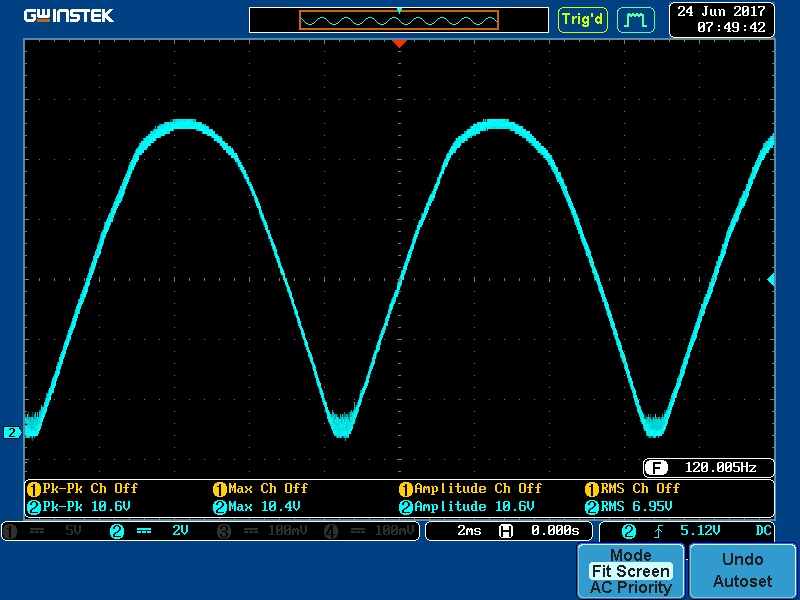 GWINSTEK
Trig'd
24 Jun 2017
07:49:42
2
F 120.005Hz
1 Pk-Pk Ch Off 1 Max Ch Off 1 Amplitude Ch Off 1 RMS Ch Off
2 Pk-Pk 10.6V 2 Max 10.4V 2 Amplitude 10.6V 2 RMS 6.95V
1 5V 2 2V 3 100mV 4 100mV 2ms H 0.000s 2 5.12V DC
Mode
Fit Screen
AC Priority
Undo
Autoset